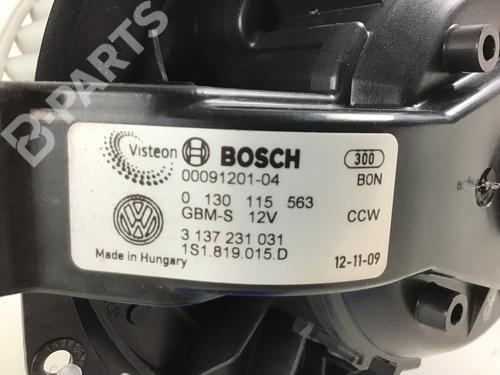 B-PARTS
Visteon BOSCH 300
00091201-04 B0N
0 130 115 563
GBM-S 12V CCW
3 137 231 031
Made in Hungary 1S1.819.015.D 12-11-09